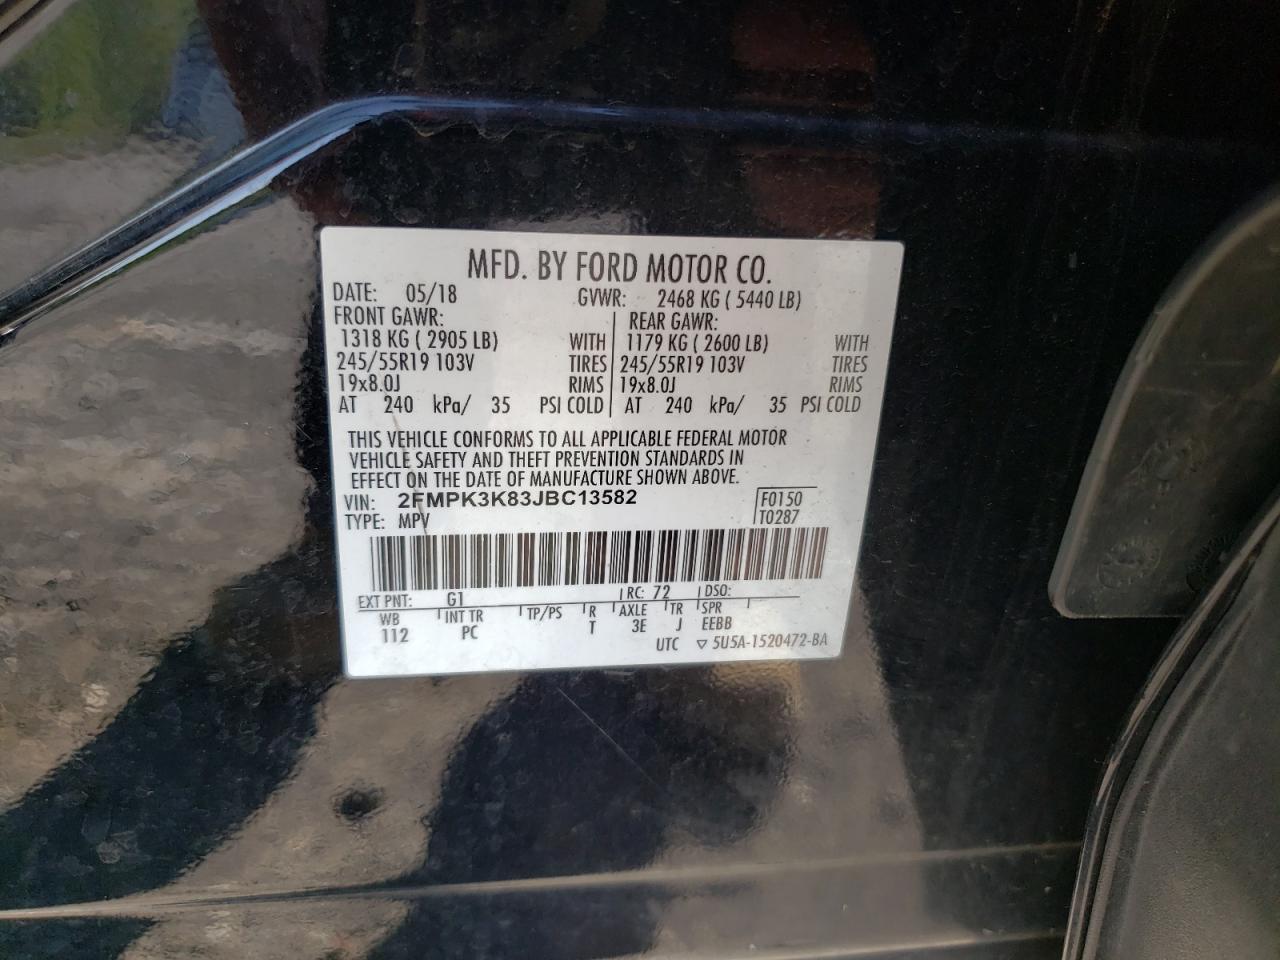 MFD. BY FORD MOTOR CO.
DATE: 05/18 GVWR: 2468 KG ( 5440 LB)
FRONT GAWR: REAR GAWR:
1318 KG ( 2905 LB) WITH 1179 KG ( 2600 LB) WITH
245/55R19 103V TIRES 245/55R19 103V TIRES
19x8.0J RIMS 19x8.0J RIMS
AT 240 kPa/ 35 PSI COLD AT 240 kPa/ 35 PSI COLD
THIS VEHICLE CONFORMS TO ALL APPLICABLE FEDERAL MOTOR
VEHICLE SAFETY AND THEFT PREVENTION STANDARDS IN
EFFECT ON THE DATE OF MANUFACTURE SHOWN ABOVE.
VIN: 2FMPK3K83JBC13582 F0150
TYPE: MPV T0287
EXT PNT: G1 RC: 72 DSO:
WB INT TR TP/PS R AXLE TR SPR
112 PC T 3E J EEBB
UTC ▽ 5U5A-1520472-BA